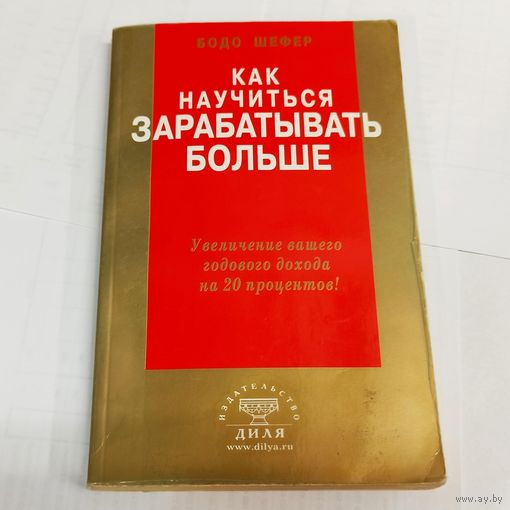 БОДО ШЕФЕР
КАК
НАУЧИТЬСЯ
ЗАРАБАТЫВАТЬ
БОЛЬШЕ
Увеличение вашего
годового дохода
на 20 процентов!
ИЗДАТЕЛЬСТВО
ДИЛЯ
www.dilya.ru
www.ay.by